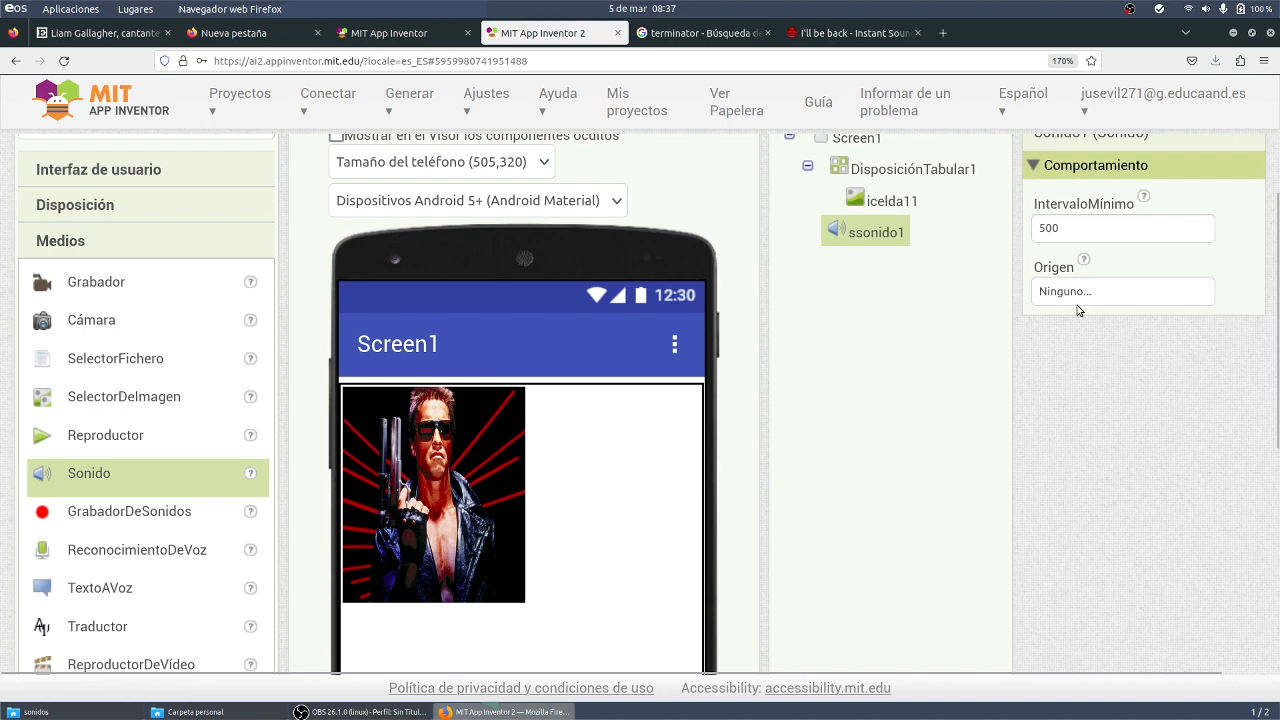 Aplicaciones
Lugares
Navegador web Firefox
5 de mar 08:37
100%
Liam Gallagher, cantante
Nueva pestaña
MIT App Inventor
MIT App Inventor 2
terminator - Búsqueda de
I'll be back - Instant Soun
https://ai2.appinventor.mit.edu/?locale=es_ES#5959980741951488
170%
MIT
APP INVENTOR
Proyectos
Conectar
Generar
Ajustes
Ayuda
Mis proyectos
Ver Papelera
Guía
Informar de un problema
Español
jusevil271@g.educaand.es
Interfaz de usuario
Disposición
Medios
Grabador
Cámara
SelectorFichero
SelectorDeImagen
Reproductor
Sonido
GrabadorDeSonidos
ReconocimientoDeVoz
TextoAVoz
Traductor
ReproductorDeVídeo
Mostrar en el Visor los componentes ocultos
Tamaño del teléfono (505,320)
Dispositivos Android 5+ (Android Material)
12:30
Screen1
Screen1
DisposiciónTabular1
icelda11
ssonido1
Sonido1 (Sonido)
Comportamiento
IntervaloMínimo
500
Origen
Ninguno...
Política de privacidad y condiciones de uso
Accessibility: accessibility.mit.edu
sonidos
Carpeta personal
OBS 26.1.0 (linux) - Perfil: Sin Títul...
MIT App Inventor 2 — Mozilla Firef...
1 / 2